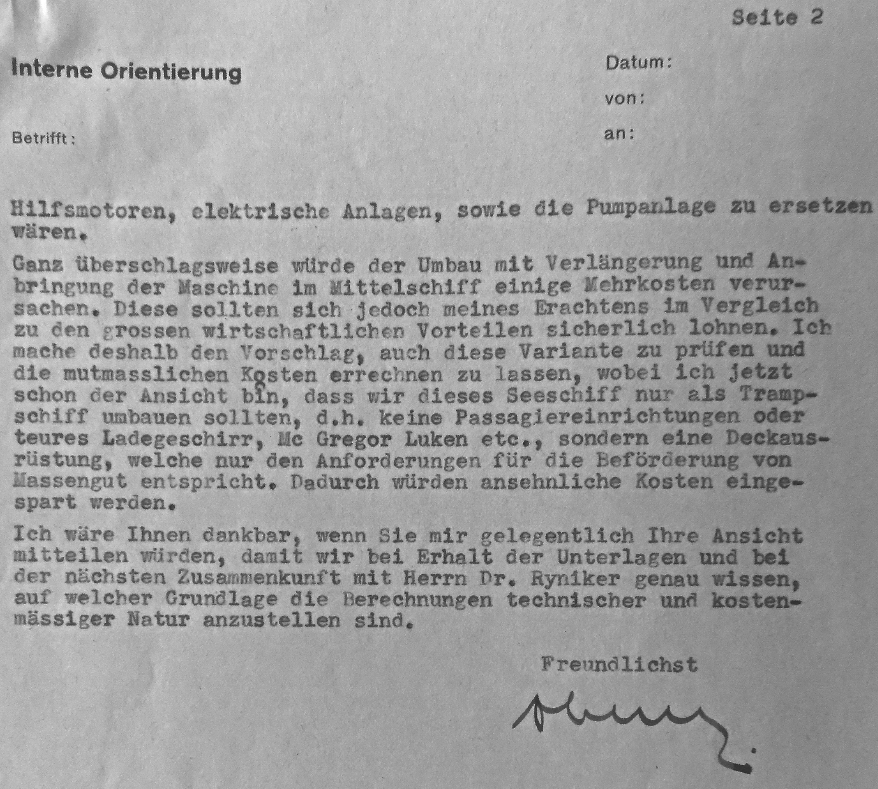 Seite 2
Interne Orientierung
Datum:
von:
Betrifft:
an:
Hilfsmotoren, elektrische Anlagen, sowie die Pumpanlage zu ersetzen
wären.
Ganz überschlagsweise würde der Umbau mit Verlängerung und An-
bringung der Maschine im Mittelschiff einige Mehrkosten verur-
sachen. Diese sollten sich jedoch meines Erachtens im Vergleich
zu den grossen wirtschaftlichen Vorteilen sicherlich lohnen. Ich
mache deshalb den Vorschlag, auch diese Variante zu prüfen und
die mutmasslichen Kosten errechnen zu lassen, wobei ich jetzt
schon der Ansicht bin, dass wir dieses Seeschiff nur als Tramp-
schiff umbauen sollten, d.h. keine Passagiereinrichtungen oder
teures Ladegeschirr, Mc Gregor Luken etc., sondern eine Deckaus-
rüstung, welche nur den Anforderungen für die Beförderung von
Massengut entspricht. Dadurch würden ansehnliche Kosten einge-
spart werden.
Ich wäre Ihnen dankbar, wenn Sie mir gelegentlich Ihre Ansicht
mitteilen würden, damit wir bei Erhalt der Unterlagen und bei
der nächsten Zusammenkunft mit Herrn Dr. Ryniker genau wissen,
auf welcher Grundlage die Berechnungen technischer und kosten-
mässiger Natur anzustellen sind.
Freundlichst